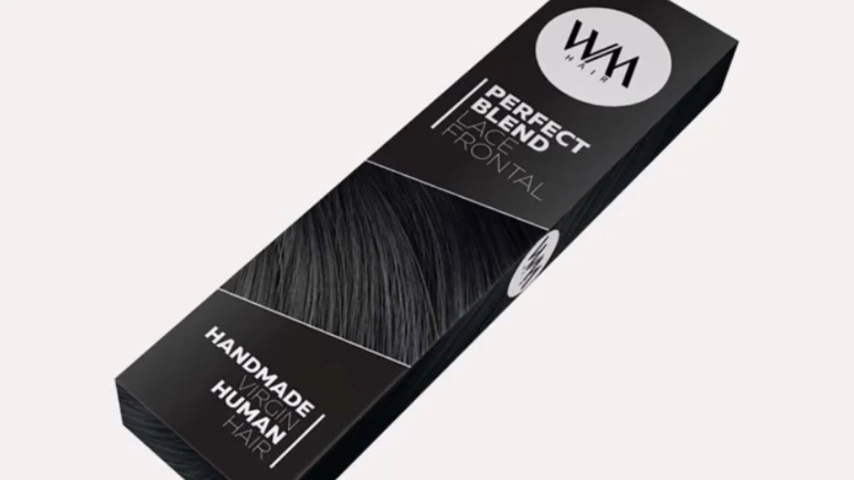 WM
HAIR
PERFECT
BLEND
LACE
FRONTAL
HANDMADE
VIRGIN
HUMAN
HAIR